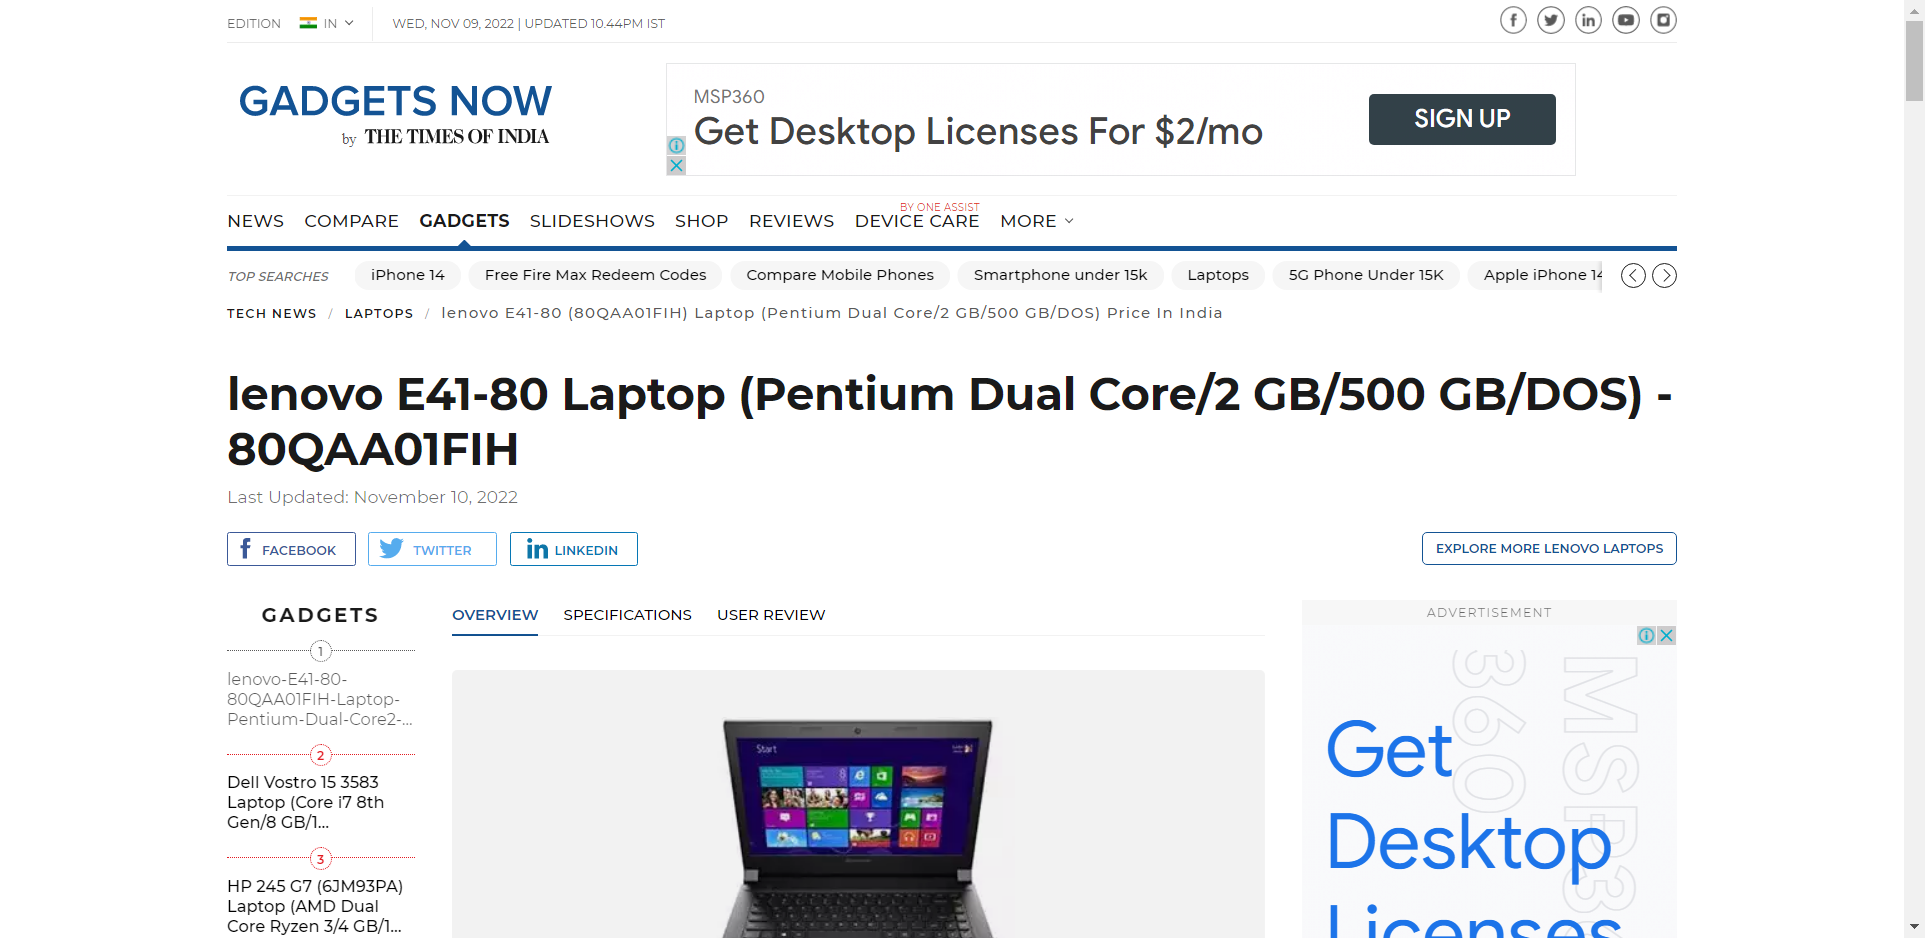 EDITION IN WED, NOV 09, 2022 | UPDATED 10.44PM IST
GADGETS NOW
by THE TIMES OF INDIA
MSP360
Get Desktop Licenses For $2/mo
SIGN UP
BY ONE ASSIST
NEWS COMPARE GADGETS SLIDESHOWS SHOP REVIEWS DEVICE CARE MORE
TOP SEARCHES iPhone 14 Free Fire Max Redeem Codes Compare Mobile Phones Smartphone under 15k Laptops 5G Phone Under 15K Apple iPhone 14
TECH NEWS / LAPTOPS / lenovo E41-80 (80QAA01FIH) Laptop (Pentium Dual Core/2 GB/500 GB/DOS) Price In India
lenovo E41-80 Laptop (Pentium Dual Core/2 GB/500 GB/DOS) -
80QAA01FIH
Last Updated: November 10, 2022
FACEBOOK TWITTER LINKEDIN
EXPLORE MORE LENOVO LAPTOPS
GADGETS
1
lenovo-E41-80-
80QAA01FIH-Laptop-
Pentium-Dual-Core2-...
2
Dell Vostro 15 3583
Laptop (Core i7 8th
Gen/8 GB/1...
3
HP 245 G7 (6JM93PA)
Laptop (AMD Dual
Core Ryzen 3/4 GB/1...
OVERVIEW SPECIFICATIONS USER REVIEW
Start
ADVERTISEMENT
MSP3
360
Get
Desktop
Licenses